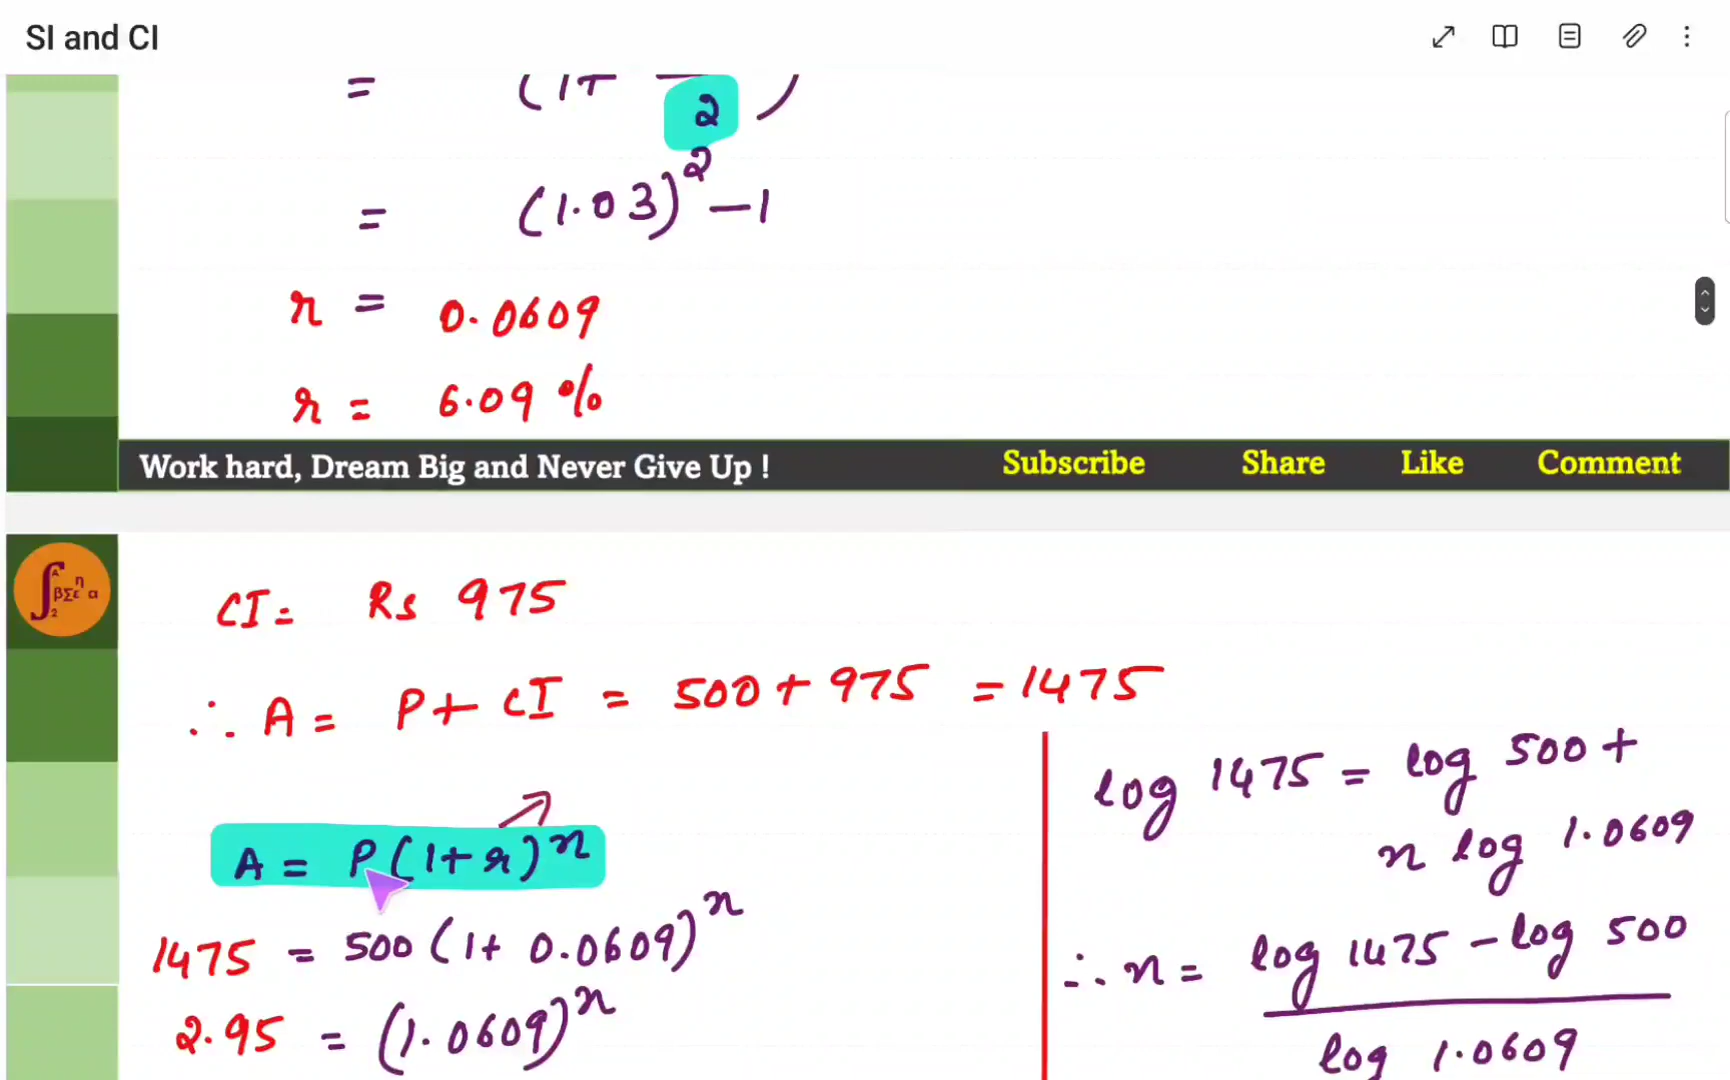 SI and CI
= (1+ 2 )
= (1.03)² -1
r = 0.0609
r = 6.09 %
Work hard, Dream Big and Never Give Up ! Subscribe Share Like Comment
CI = Rs 975
∴ A = P + CI = 500 + 975 = 1475
A = P(1+r)ⁿ
1475 = 500 (1+ 0.0609)ⁿ
2.95 = (1.0609)ⁿ
log 1475 = log 500 +
n log 1.0609
∴ n = log 1475 - log 500
log 1.0609